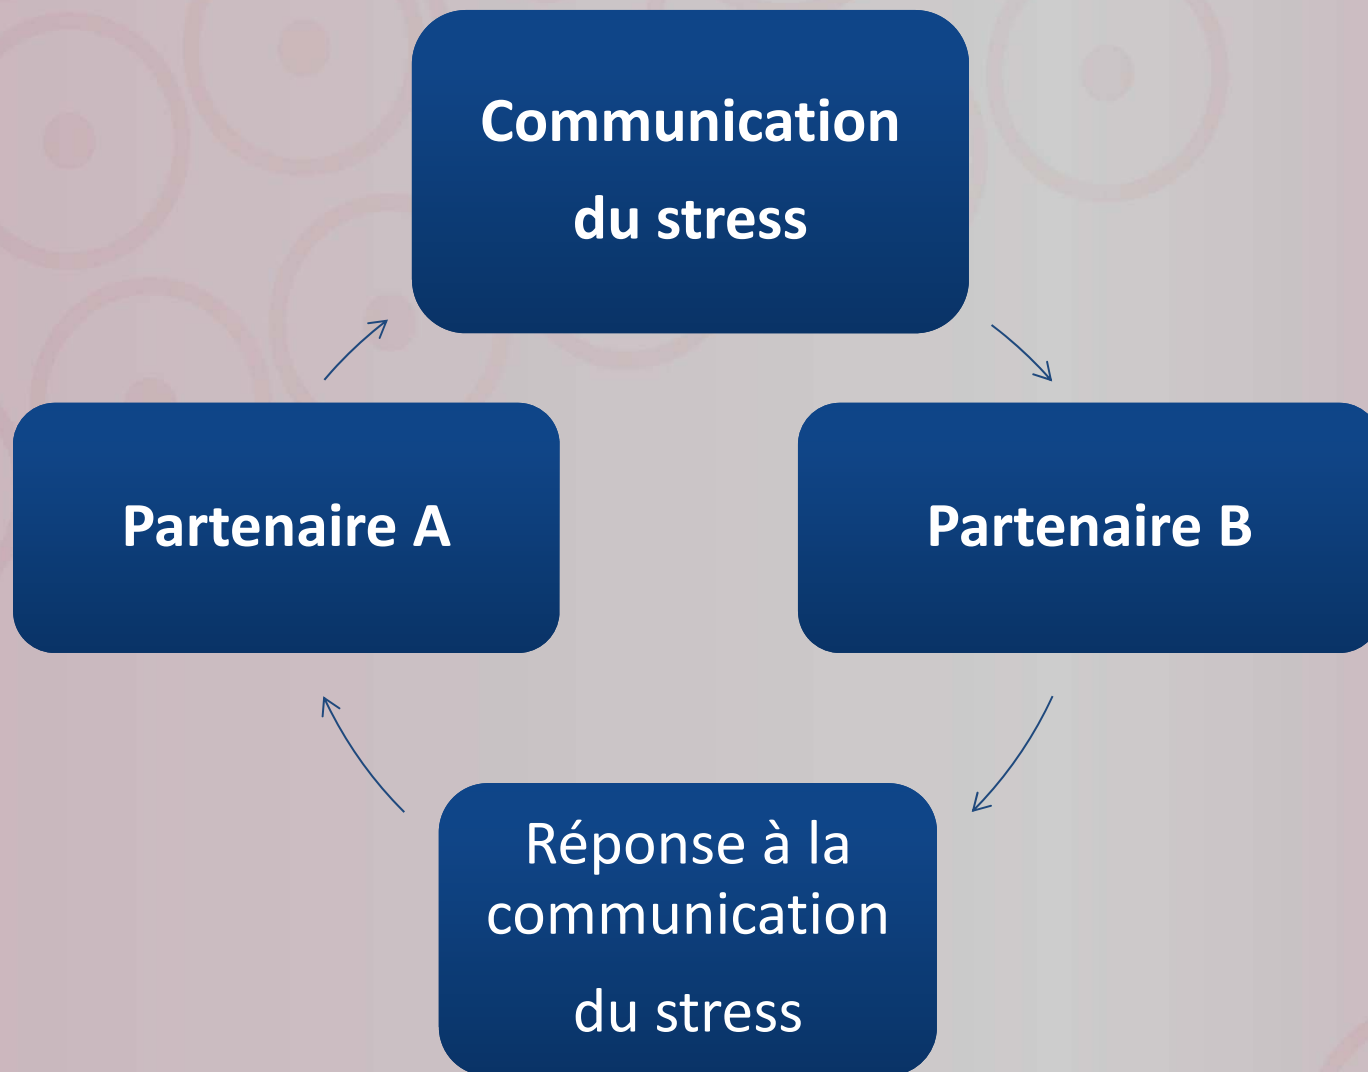 Communication
du stress
Partenaire A
Partenaire B
Réponse à la
communication
du stress